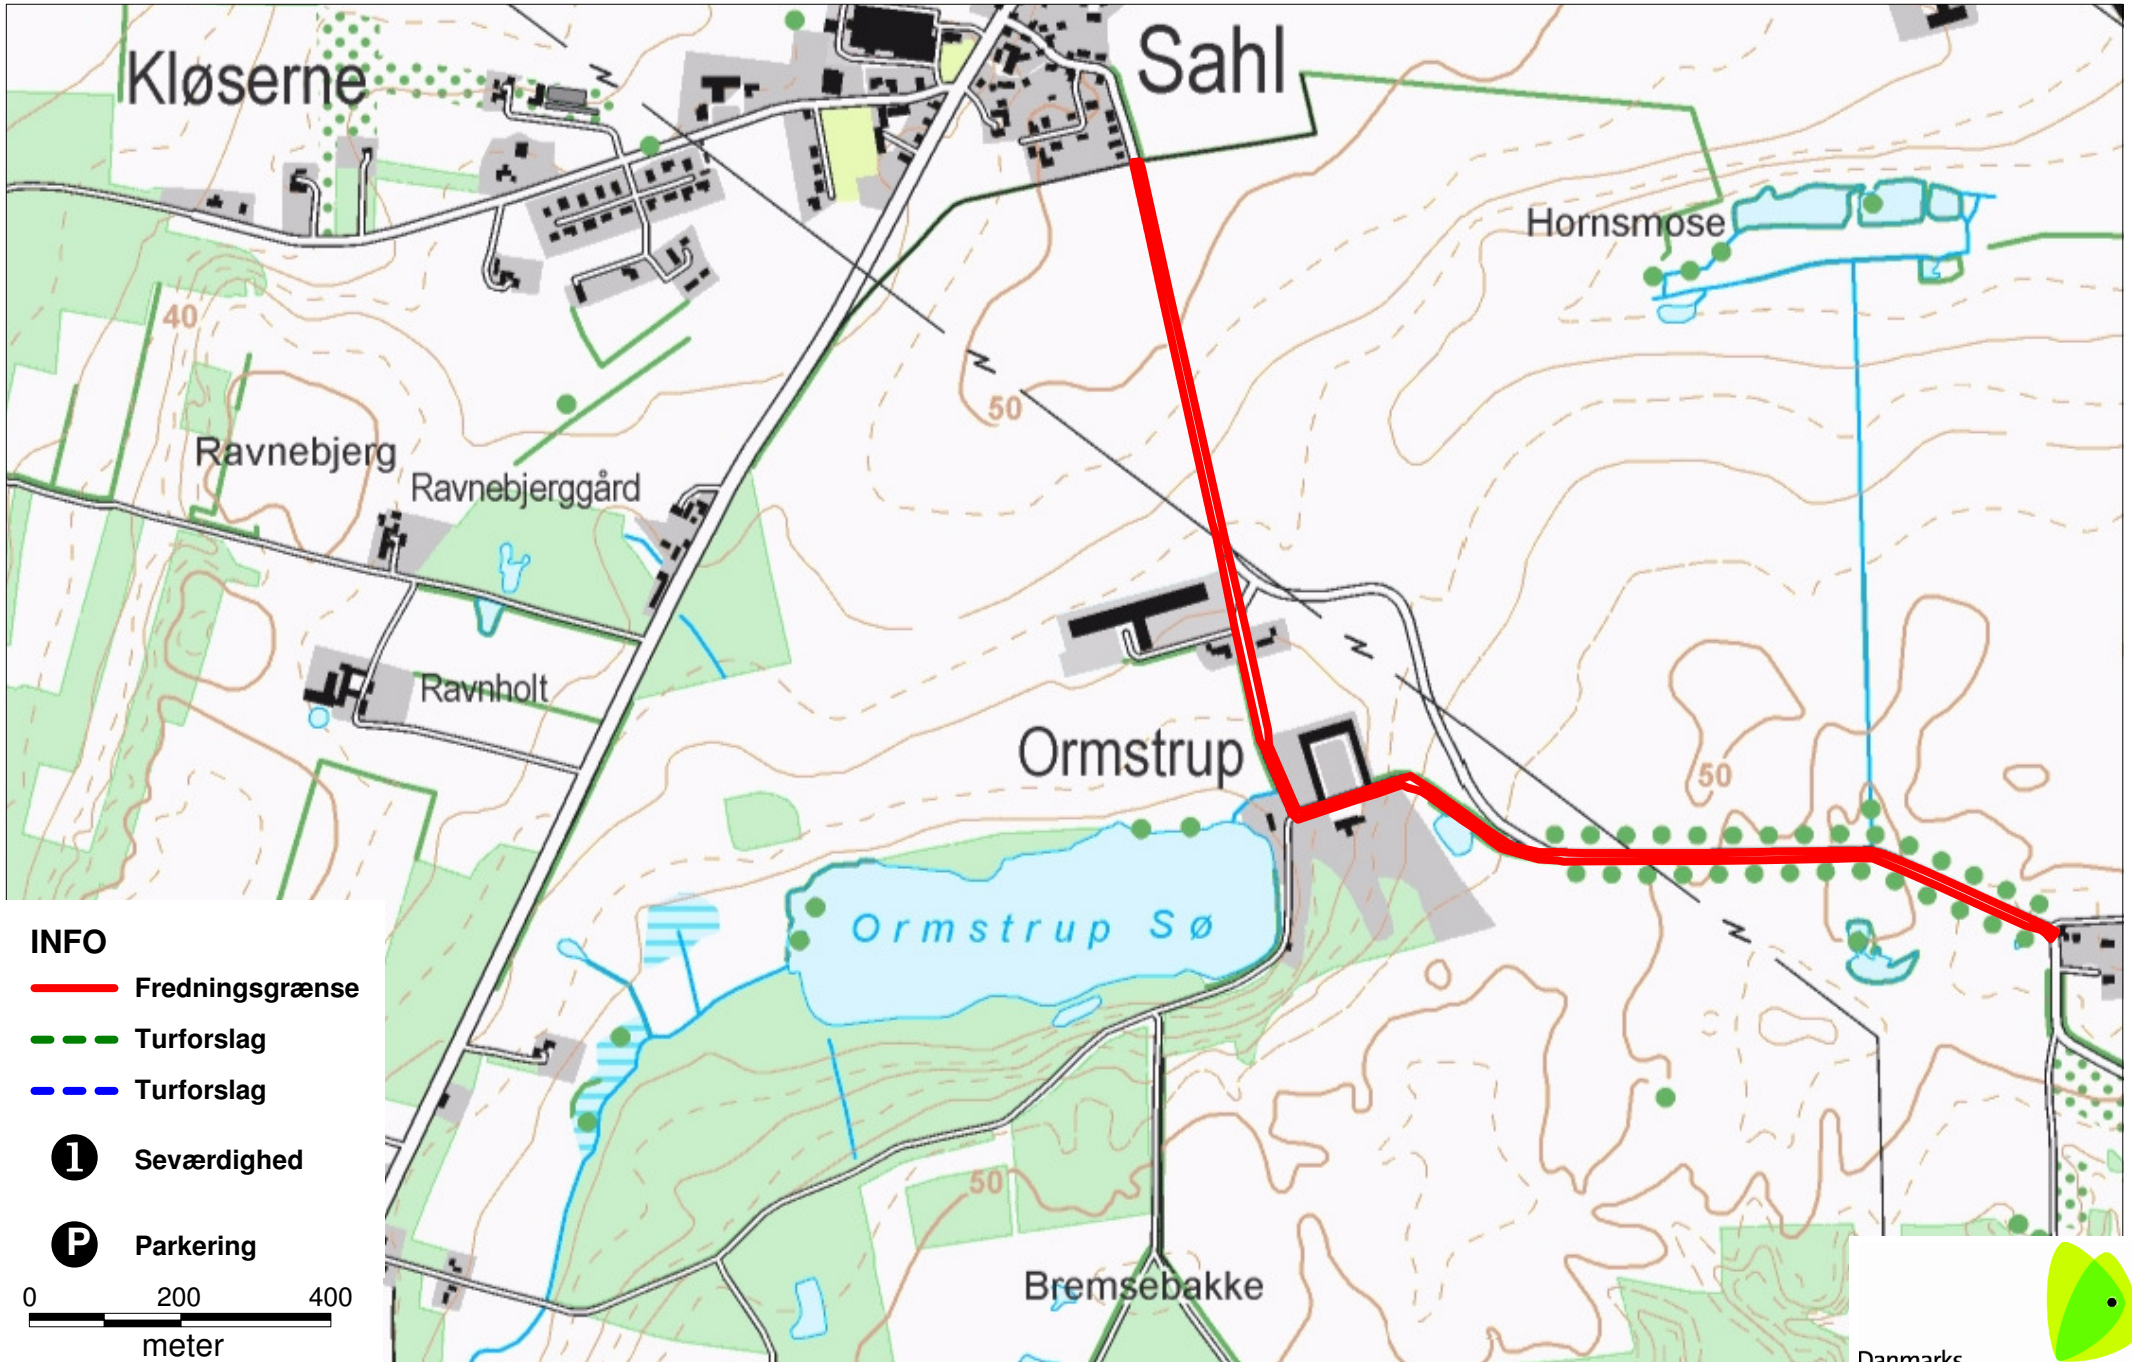 Kløserne
Sahl
Hornsmose
40
50
Ravnebjerg
Ravnebjerggård
Ravnholt
Ormstrup
50
Ormstrup Sø
50
Bremsebakke
INFO
Fredningsgrænse
Turforslag
Turforslag
1 Seværdighed
P Parkering
0 200 400
meter
Danmarks